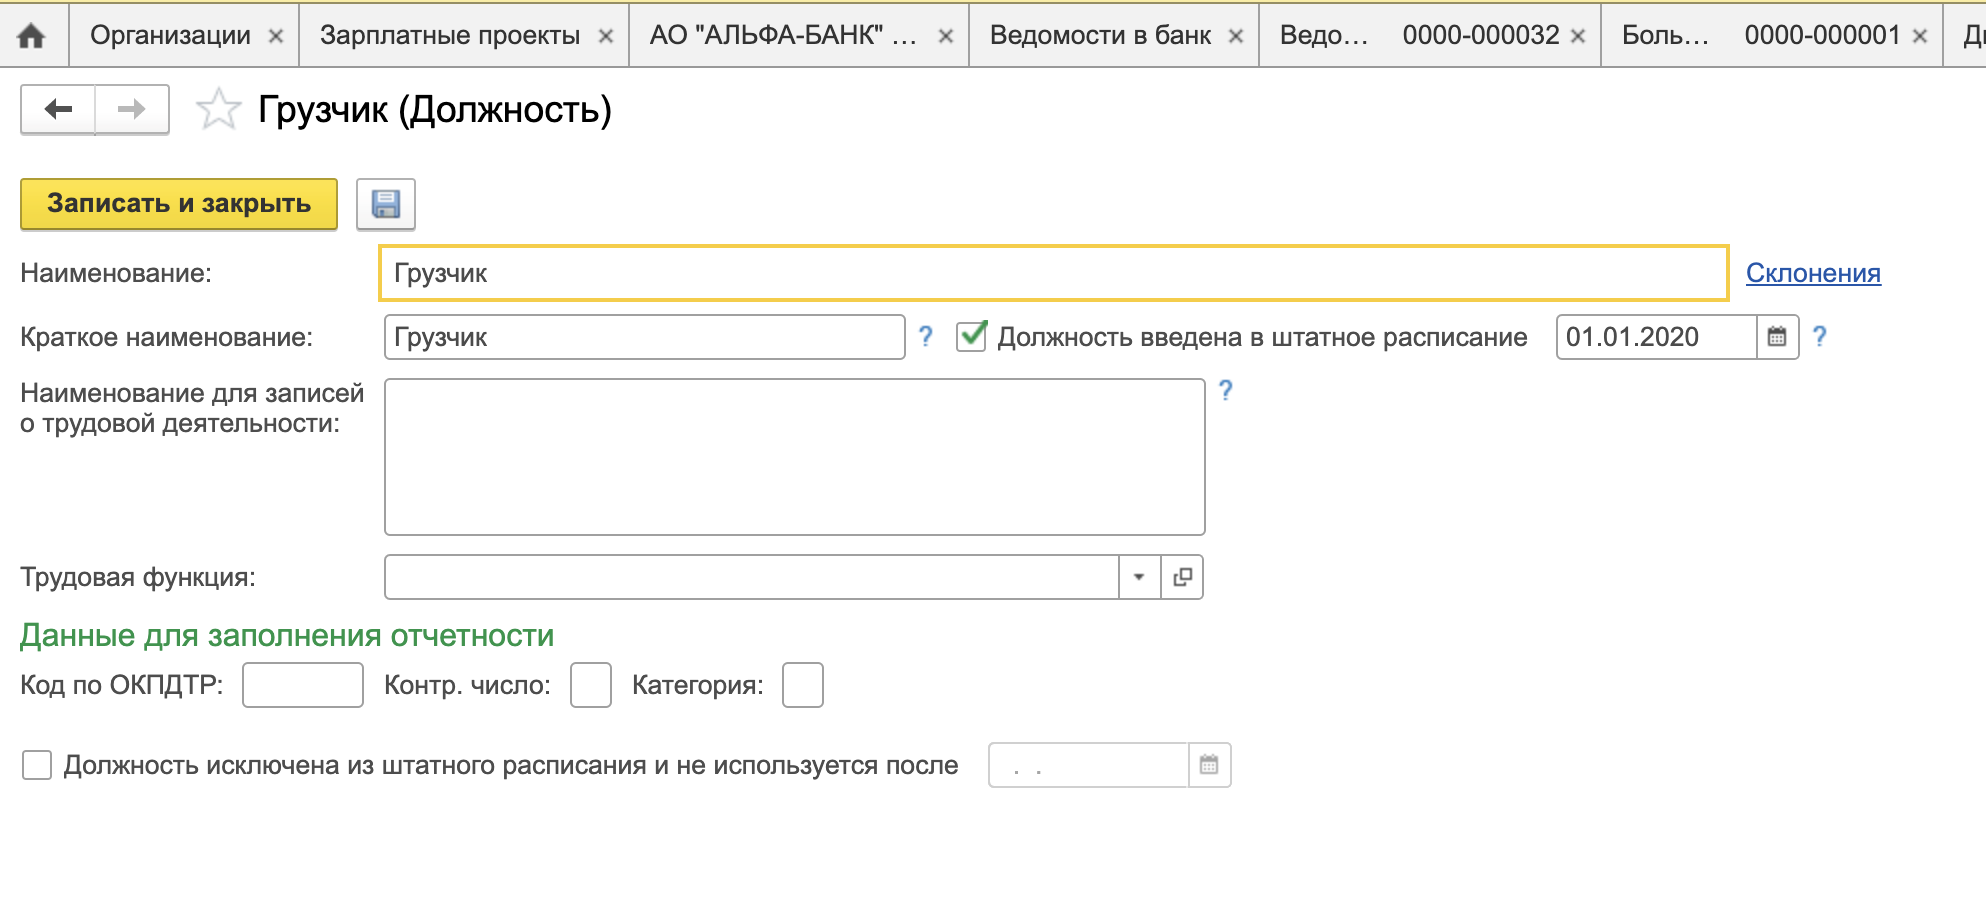 Организации × Зарплатные проекты × АО "АЛЬФА-БАНК" ... × Ведомости в банк × Ведо... 0000-000032 × Боль... 0000-000001 ×
Грузчик (Должность)
Записать и закрыть
Наименование: Грузчик Склонения
Краткое наименование: Грузчик ? Должность введена в штатное расписание 01.01.2020 ?
Наименование для записей ?
о трудовой деятельности:
Трудовая функция:
Данные для заполнения отчетности
Код по ОКПДТР: Контр. число: Категория:
Должность исключена из штатного расписания и не используется после . .